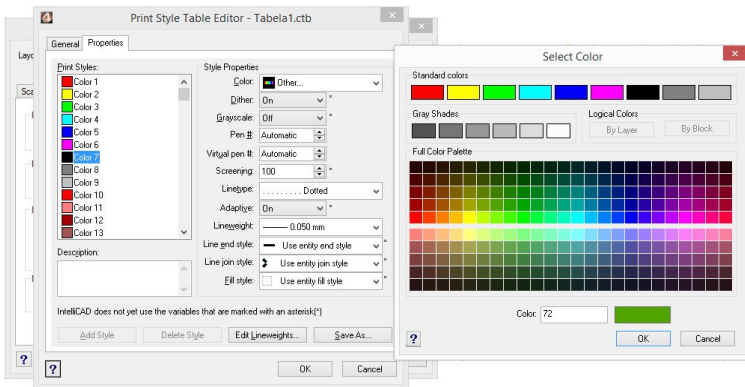 Print Style Table Editor - Tabela1.ctb
General Properties
Print Styles:
Color 1
Color 2
Color 3
Color 4
Color 5
Color 6
Color 7
Color 8
Color 9
Color 10
Color 11
Color 12
Color 13
Description:
Style Properties
Color: Other...
Dither: On *
Grayscale: Off *
Pen #: Automatic
Virtual pen #: Automatic
Screening: 100 *
Linetype: . . . . . . . . . Dotted
Adaptive: On *
Lineweight: 0.050 mm
Line end style: Use entity end style *
Line join style: Use entity join style *
Fill style: Use entity fill style *
IntelliCAD does not yet use the variables that are marked with an asterisk(*)
Add Style Delete Style Edit Lineweights... Save As...
? OK Cancel
Select Color
Standard colors
Gray Shades
Logical Colors
By Layer By Block
Full Color Palette
Color: 72
? OK Cancel
?